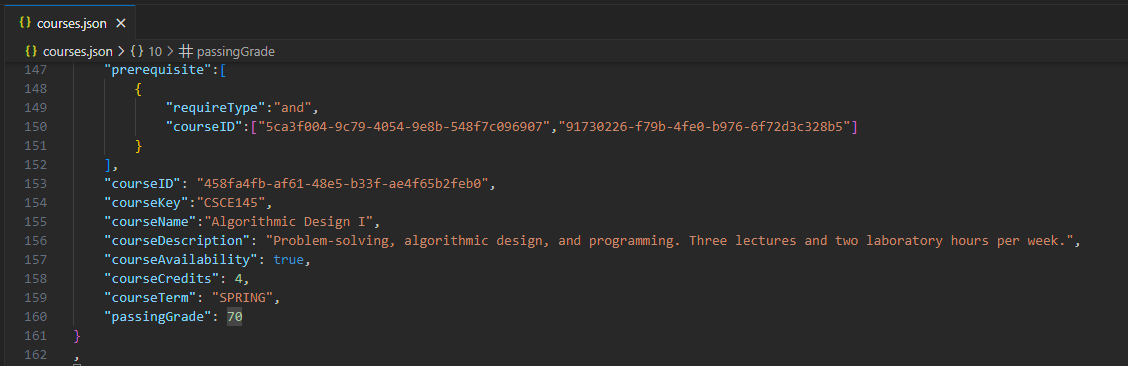 {} courses.json ×
{} courses.json > {} 10 > # passingGrade
147 "prerequisite":[
148 {
149 "requireType":"and",
150 "courseID":["5ca3f004-9c79-4054-9e8b-548f7c096907","91730226-f79b-4fe0-b976-6f72d3c328b5"]
151 }
152 ],
153 "courseID": "458fa4fb-af61-48e5-b33f-ae4f65b2feb0",
154 "courseKey":"CSCE145",
155 "courseName":"Algorithmic Design I",
156 "courseDescription": "Problem-solving, algorithmic design, and programming. Three lectures and two laboratory hours per week.",
157 "courseAvailability": true,
158 "courseCredits": 4,
159 "courseTerm": "SPRING",
160 "passingGrade": 70
161 }
162 ,